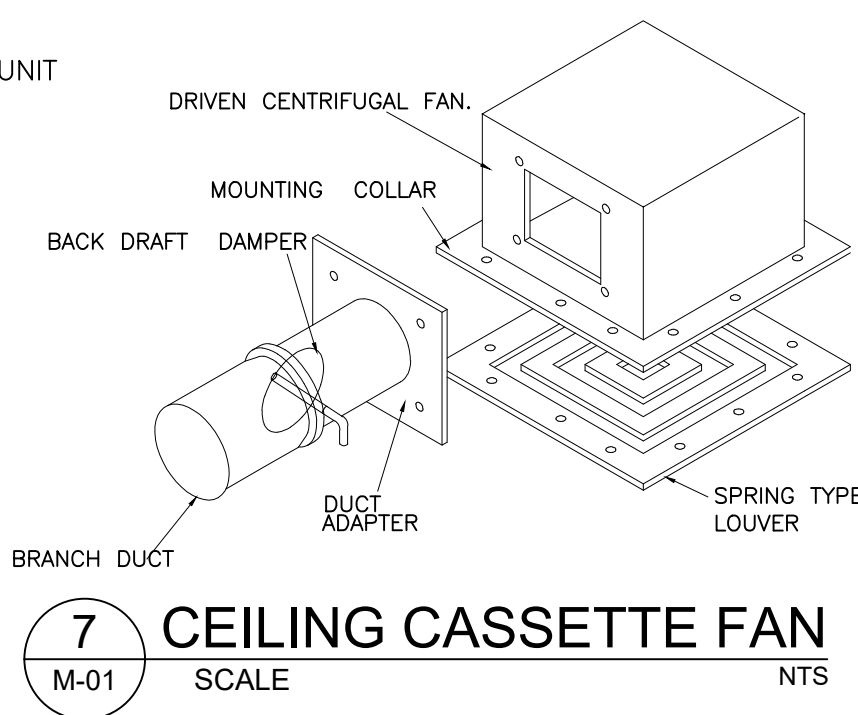 UNIT
DRIVEN CENTRIFUGAL FAN.
MOUNTING COLLAR
BACK DRAFT DAMPER
DUCT
ADAPTER
SPRING TYPE
LOUVER
BRANCH DUCT
7
CEILING CASSETTE FAN
M-01
SCALE
NTS